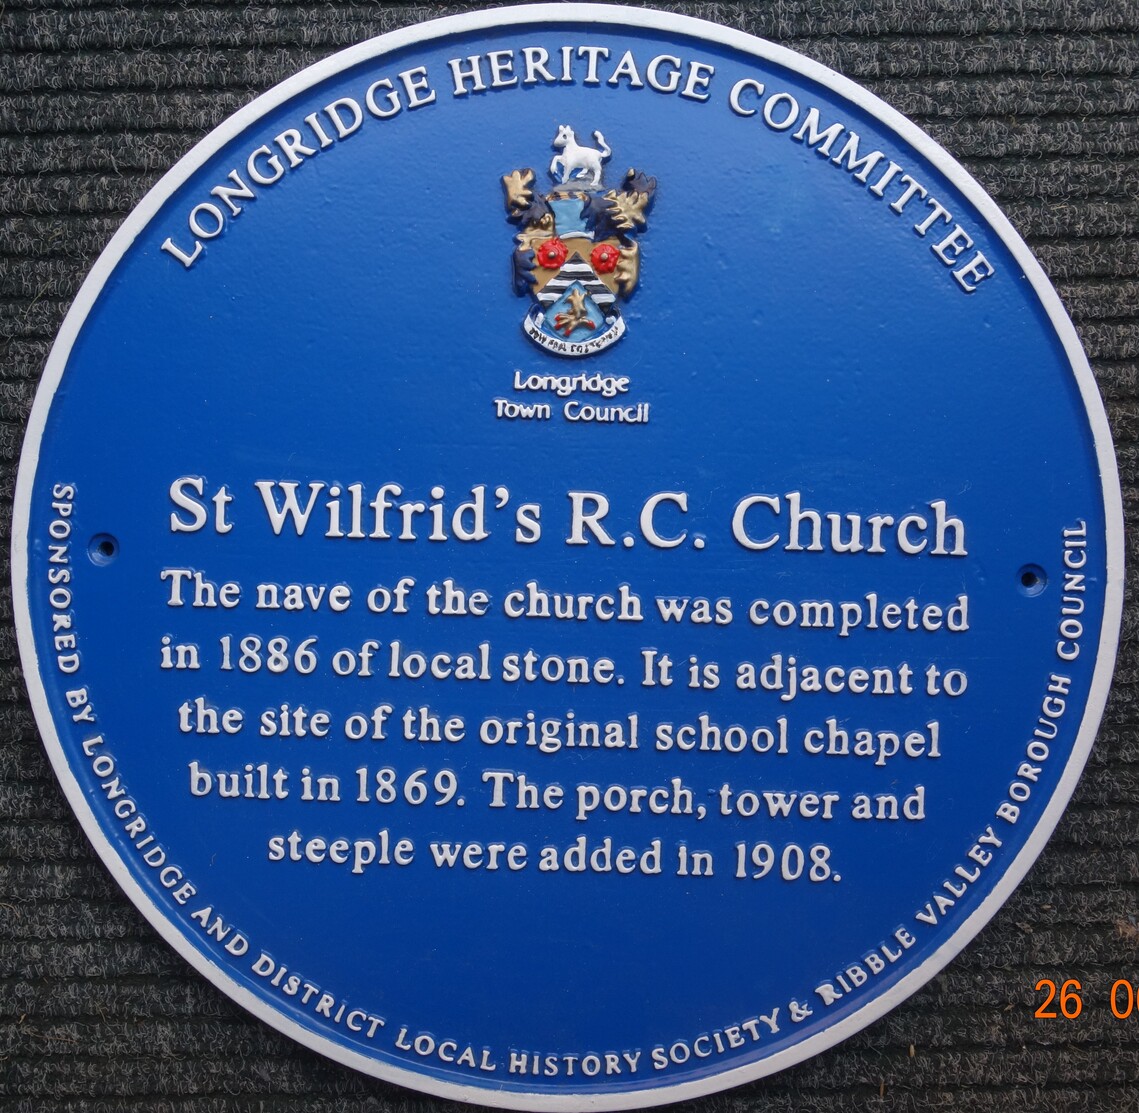 LONGRIDGE HERITAGE COMMITTEE
Longridge
Town Council
St Wilfrid's R.C. Church
The nave of the church was completed
in 1886 of local stone. It is adjacent to
the site of the original school chapel
built in 1869. The porch, tower and
steeple were added in 1908.
SPONSORED BY LONGRIDGE AND DISTRICT LOCAL HISTORY SOCIETY & RIBBLE VALLEY BOROUGH COUNCIL
26